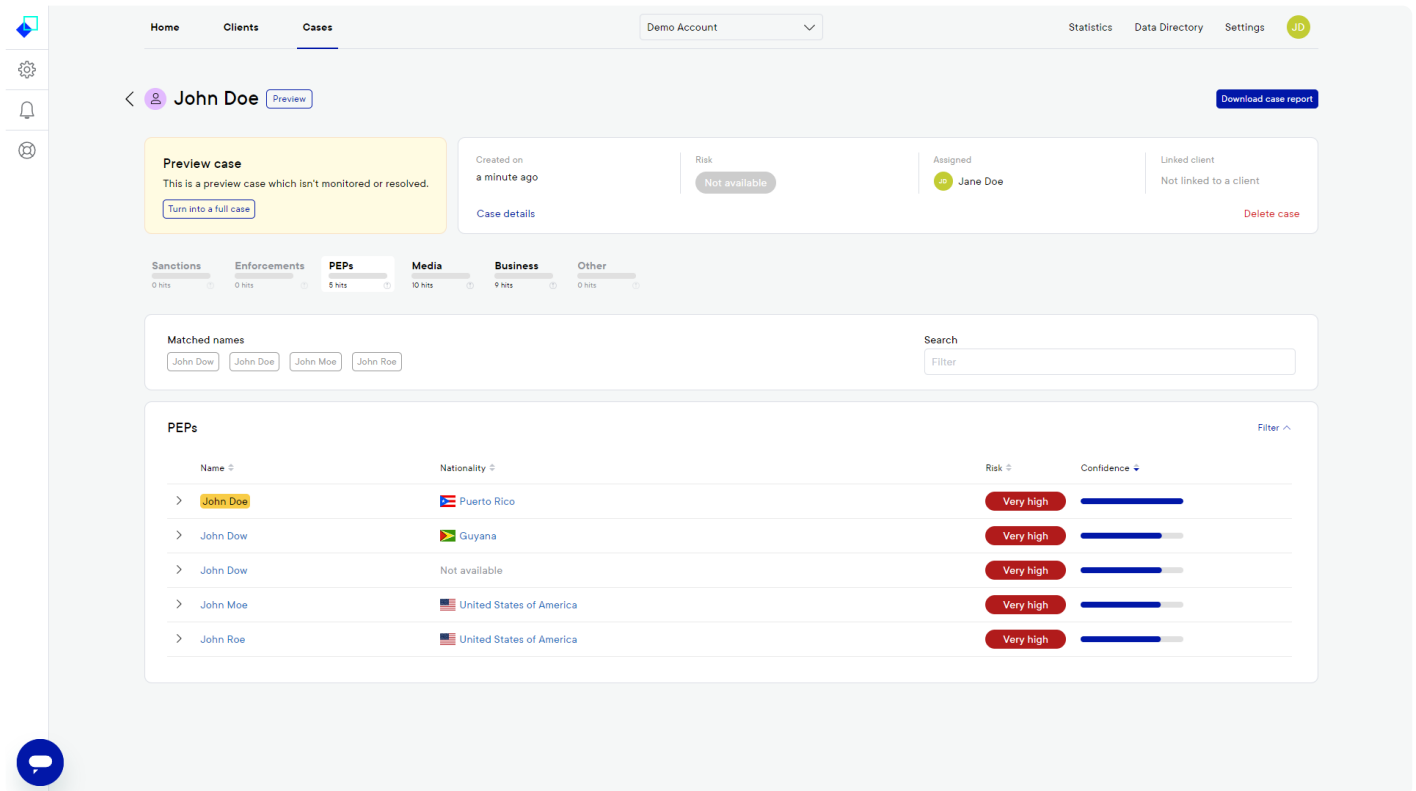 Home Clients Cases Demo Account Statistics Data Directory Settings JD
John Doe Preview Download case report
Preview case
This is a preview case which isn't monitored or resolved.
Turn into a full case
Created on Risk Assigned Linked client
a minute ago Not available JD Jane Doe Not linked to a client
Case details Delete case
Sanctions Enforcements PEPs Media Business Other
0 hits 0 hits 5 hits 10 hits 9 hits 0 hits
Matched names Search
John Dow John Doe John Moe John Roe Filter
PEPs Filter
Name Nationality Risk Confidence
John Doe Puerto Rico Very high
John Dow Guyana Very high
John Dow Not available Very high
John Moe United States of America Very high
John Roe United States of America Very high